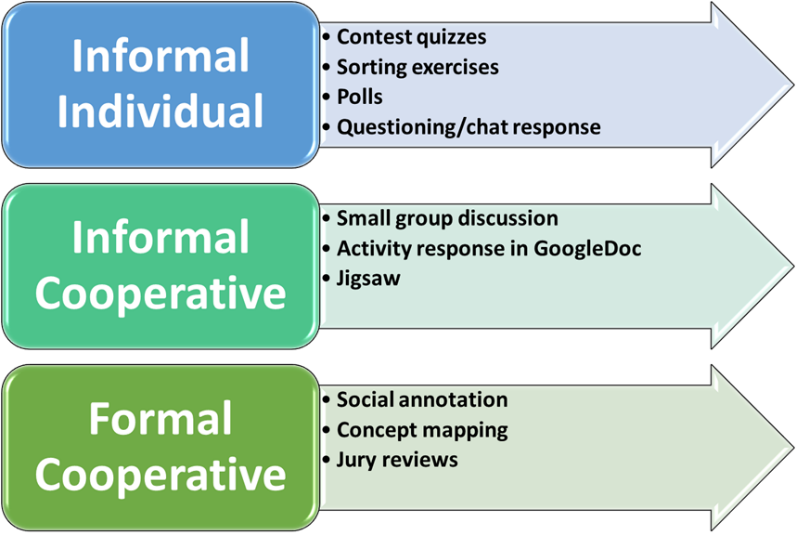 Informal
Individual
• Contest quizzes
• Sorting exercises
• Polls
• Questioning/chat response
Informal
Cooperative
• Small group discussion
• Activity response in GoogleDoc
• Jigsaw
Formal
Cooperative
• Social annotation
• Concept mapping
• Jury reviews